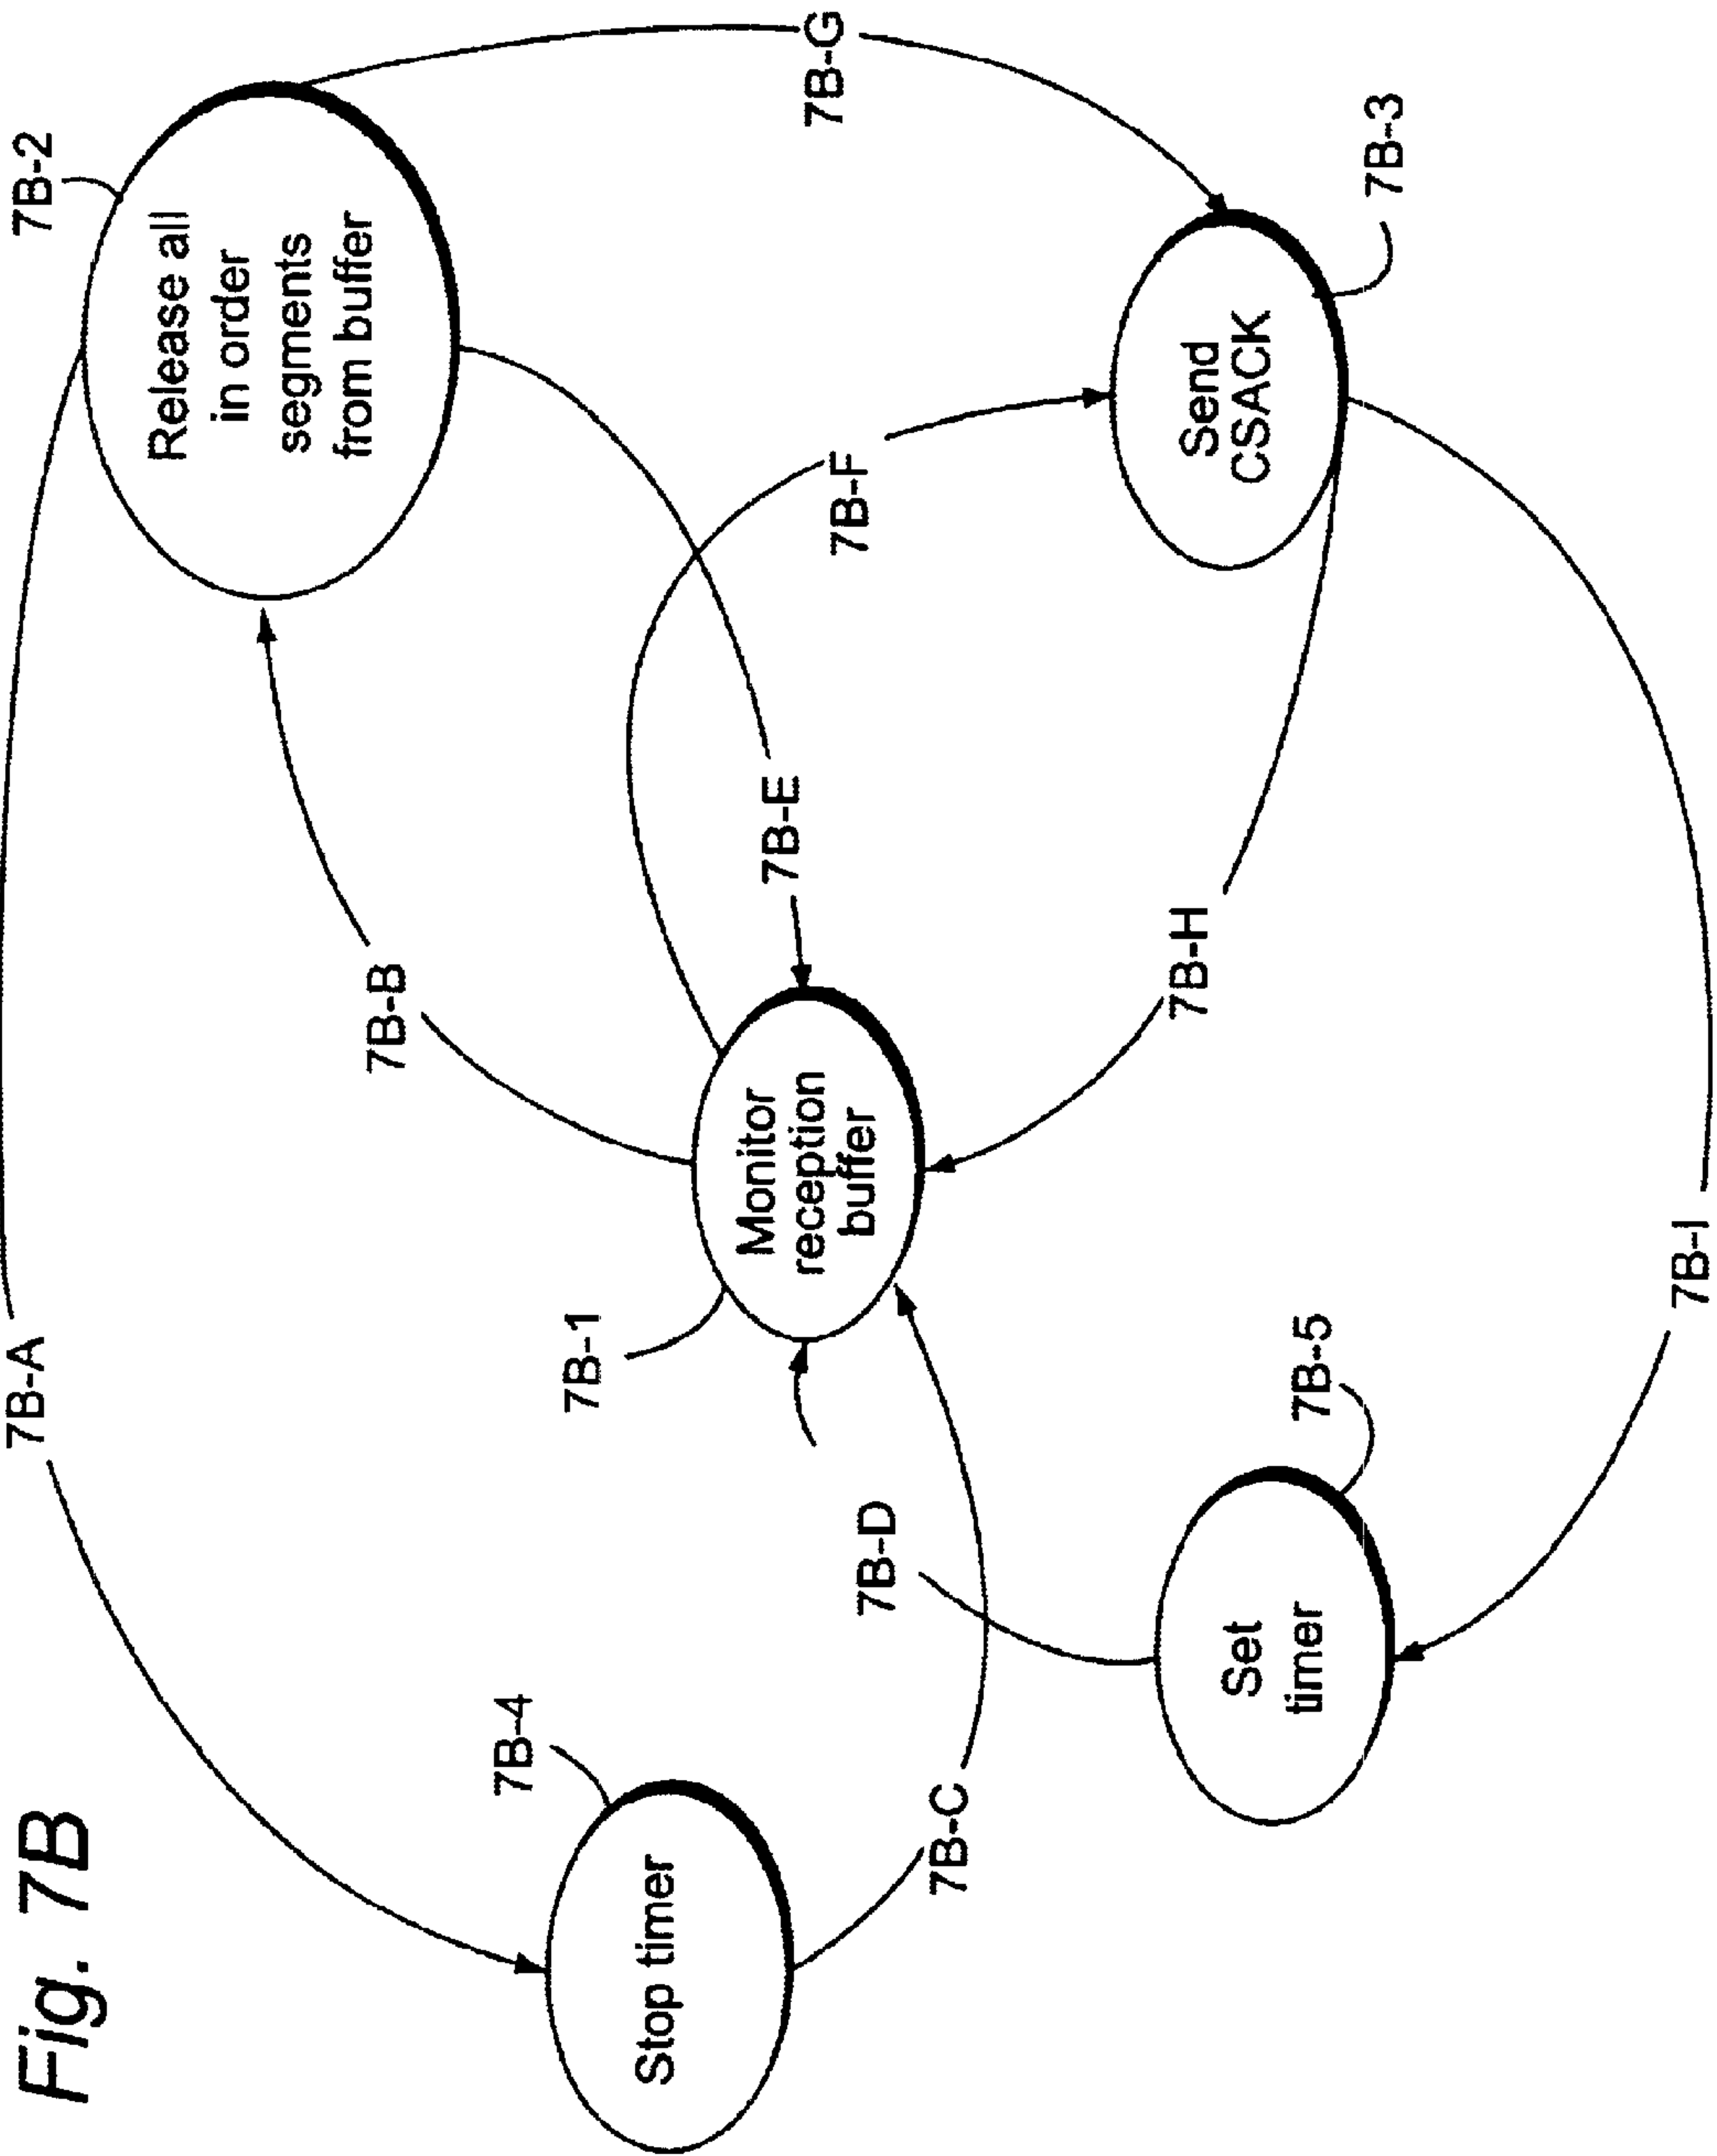 Fig. 7B
7B-A
7B-2
Release all
in order
segments
from buffer
7B-B
7B-4
Stop timer
7B-1
Monitor
reception
buffer
7B-E
7B-F
7B-G
7B-C
7B-D
7B-H
Send
CSACK
7B-3
Set
timer
7B-5
7B-I